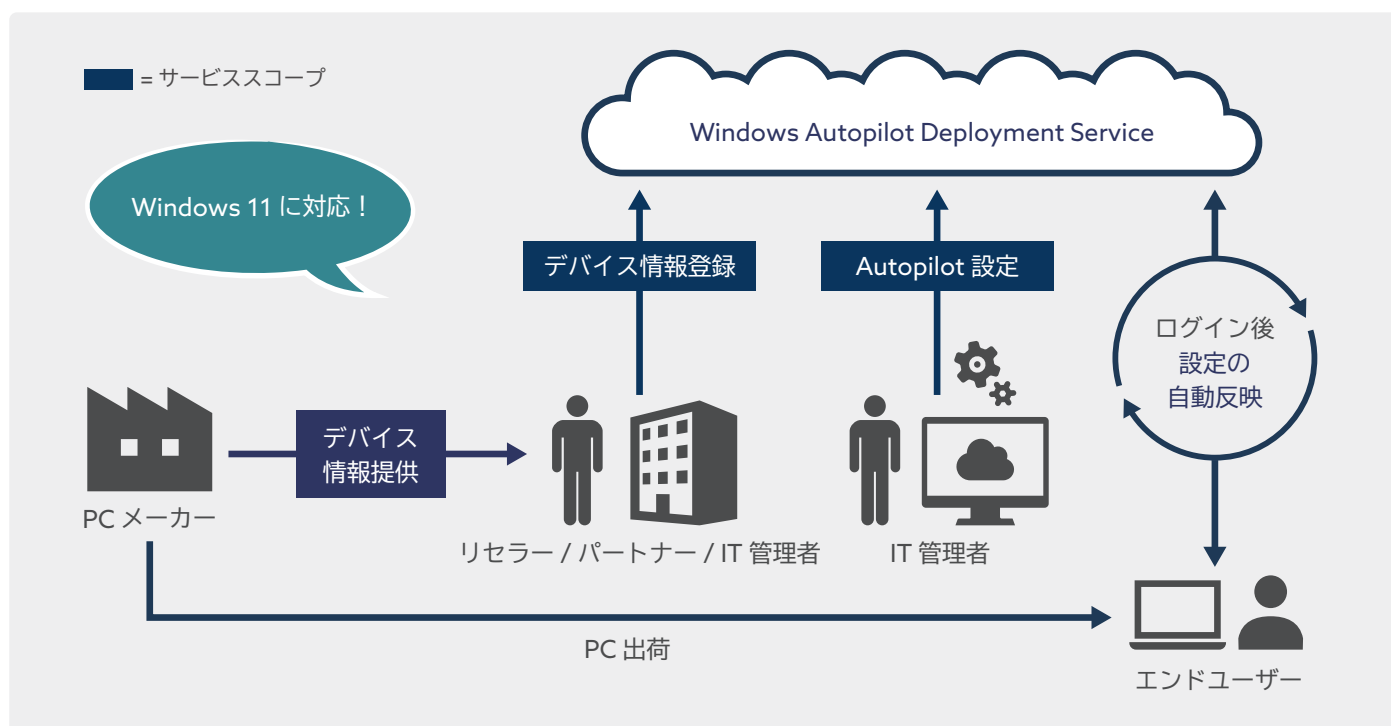 = サービススコープ
Windows Autopilot Deployment Service
Windows 11 に対応！
デバイス情報登録
Autopilot 設定
ログイン後
設定の
自動反映
デバイス
情報提供
PC メーカー
リセラー / パートナー / IT 管理者
IT 管理者
PC 出荷
エンドユーザー